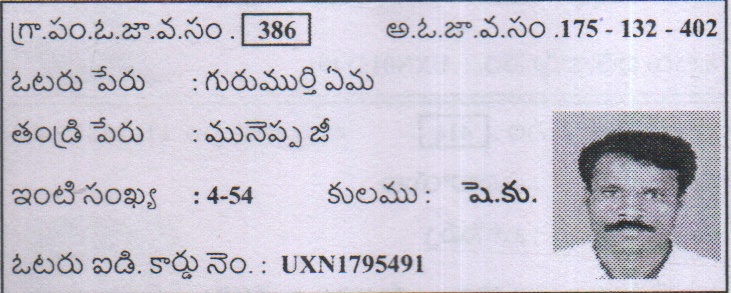 గ్రా.పం.ఓ.జా.వ.సం . 386 అ.ఓ.జా.వ.సం .175 - 132 - 402
ఓటరు పేరు : గురుముర్తి ఏమ
తండ్రి పేరు : మునెప్ప జీ
ఇంటి సంఖ్య : 4-54 కులము : షె.కు.
ఓటరు ఐడి. కార్డు నెం. : UXN1795491